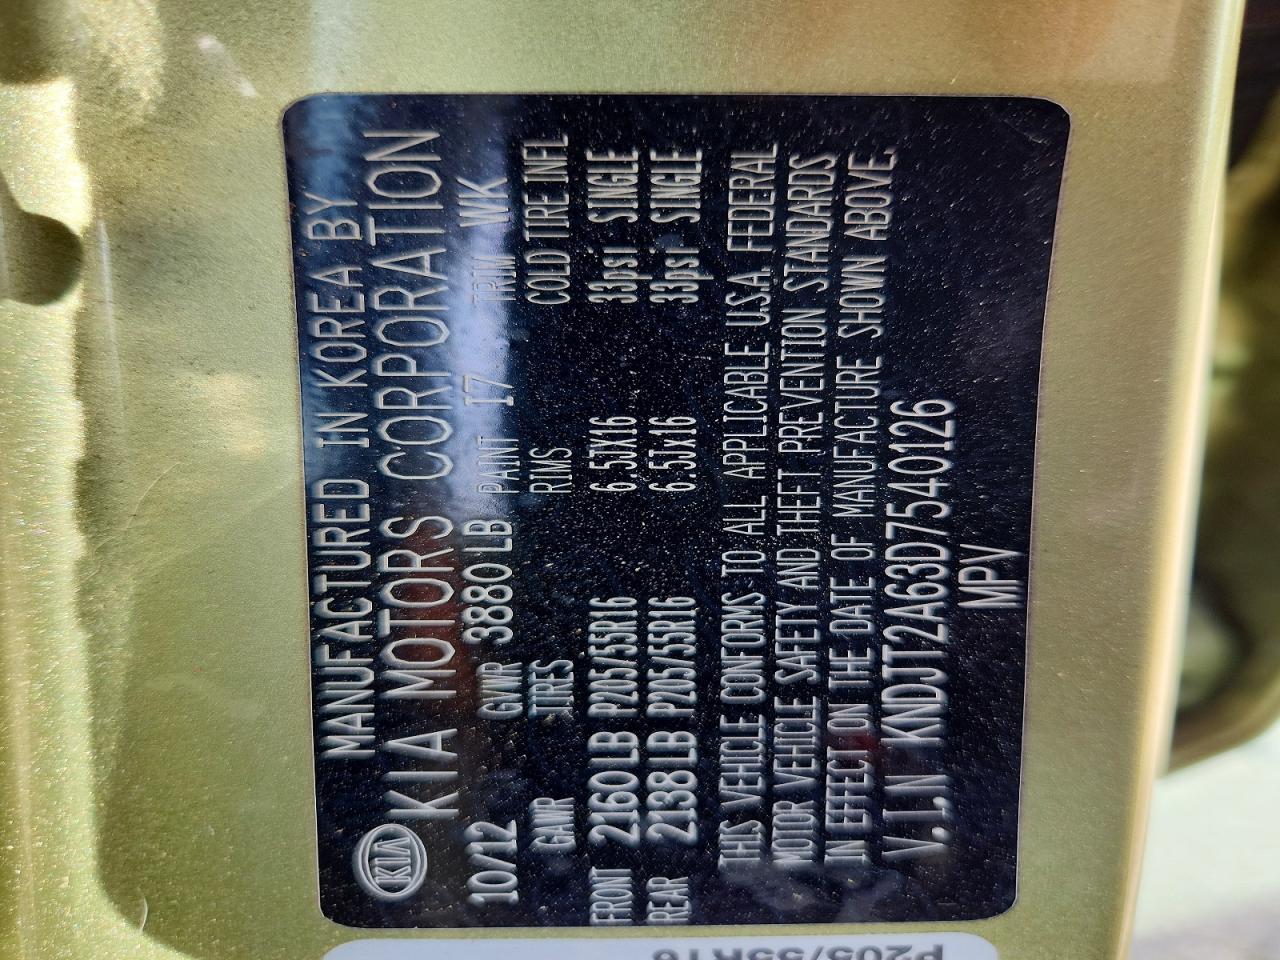 MANUFACTURED IN KOREA BY
KIA KIA MOTORS CORPORATION
10/12 GVWR 3880LB PAINT I7 TRIM WK
GAWR TIRES RIMS COLD TIRE INFL
FRONT 2160LB P205/55R16 6.5JX16 33psi SINGLE
REAR 2138LB P205/55R16 6.5Jx16 33psi SINGLE
THIS VEHICLE CONFORMS TO ALL APPLICABLE U.S.A. FEDERAL
MOTOR VEHICLE SAFETY AND THEFT PREVENTION STANDARDS
IN EFFECT ON THE DATE OF MANUFACTURE SHOWN ABOVE.
V.I.N KNDJT2A63D7540126
MPV
P205/55R16